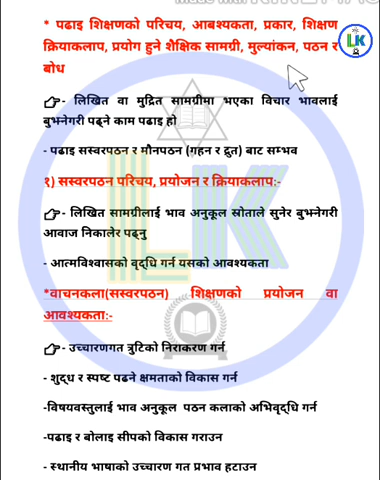 * पढाइ शिक्षणको परिचय, आबश्यकता, प्रकार, शिक्षण
क्रियाकलाप, प्रयोग हुने शैक्षिक सामग्री, मुल्यांकन, पठन र
बोध
LK
- लिखित वा मुद्रित सामग्रीमा भएका विचार भावलाई
बुझ्नेगरी पढ्ने काम पढाइ हो
- पढाइ सस्वरपठन र मौनपठन (गहन र द्रुत) बाट सम्भव
१) सस्वरपठन परिचय, प्रयोजन र क्रियाकलाप:-
- लिखित सामग्रीलाई भाव अनुकूल स्रोताले सुनेर बुझ्नेगरी
आवाज निकालेर पढ्नु
- आत्मविश्वासको वृद्धि गर्न यसको आवश्यकता
*वाचनकला(सस्वरपठन) शिक्षणको प्रयोजन वा
आवश्यकता:-
- उच्चारणगत त्रुटिको निराकरण गर्न
- शुद्ध र स्पष्ट पढने क्षमताको विकास गर्न
-विषयवस्तुलाई भाव अनुकूल पठन कलाको अभिवृद्धि गर्न
-पढाइ र बोलाइ सीपको विकास गराउन
- स्थानीय भाषाको उच्चारण गत प्रभाव हटाउन